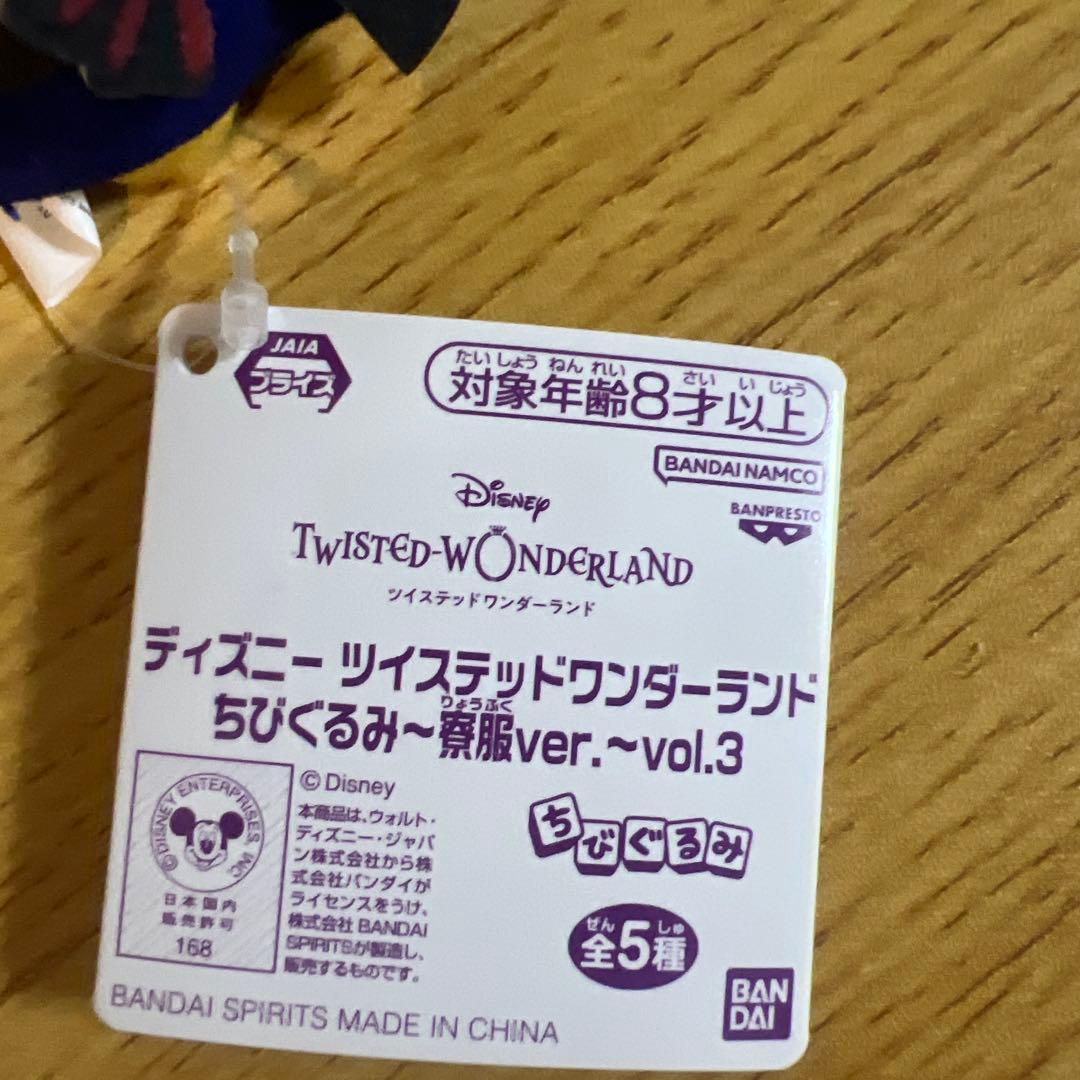 JAIA
プライズ
たいしょうねんれい さい いじょう
対象年齢8才以上
BANDAI NAMCO
BANPRESTO
Disney
TWISTED-WONDERLAND
ツイステッドワンダーランド
ディズニー ツイステッドワンダーランド
りょうふく
ちびぐるみ～寮服ver.～vol.3
©DISNEY ENTERPRISES, INC
日本国内
販売許可
168
©Disney
本商品は、ウォルト・
ディズニー・ジャパ
ン株式会社から株
式会社バンダイが
ライセンスをうけ、
株式会社 BANDAI
SPIRITSが製造し、
販売するものです。
ちびぐるみ
ぜん しゅ
全5種
BAN
DAI
BANDAI SPIRITS MADE IN CHINA